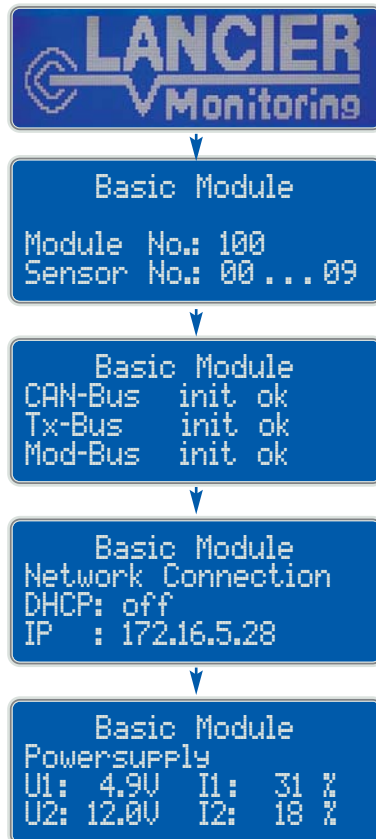 LANCIER
Monitoring
Basic Module
Module No.: 100
Sensor No.: 00...09
Basic Module
CAN-Bus init ok
Tx-Bus init ok
Mod-Bus init ok
Basic Module
Network Connection
DHCP: off
IP : 172.16.5.28
Basic Module
Powersupply
U1: 4.9V I1: 31 %
U2: 12.0V I2: 18 %